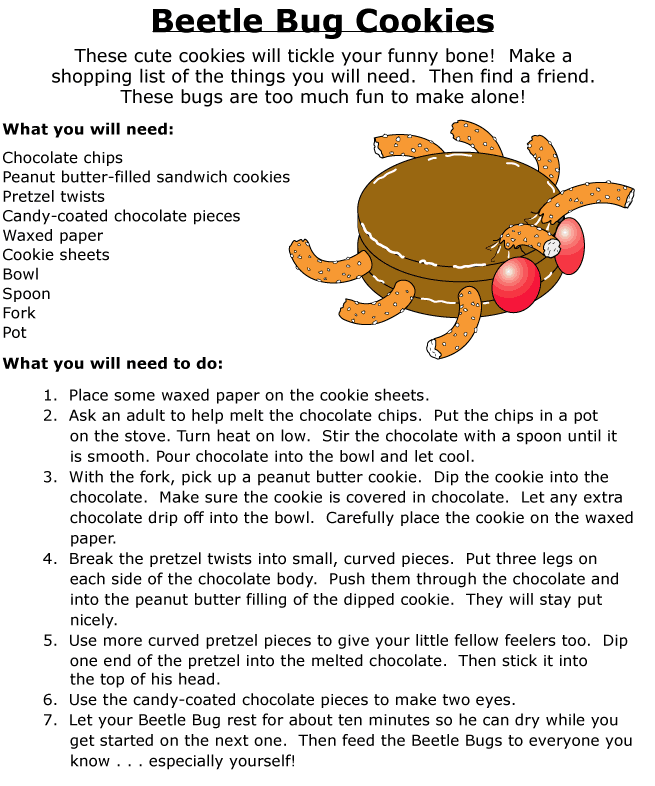 Beetle Bug Cookies
These cute cookies will tickle your funny bone!  Make a
shopping list of the things you will need.  Then find a friend.
These bugs are too much fun to make alone!
What you will need:
Chocolate chips
Peanut butter-filled sandwich cookies
Pretzel twists
Candy-coated chocolate pieces
Waxed paper
Cookie sheets
Bowl
Spoon
Fork
Pot
What you will need to do:
1.  Place some waxed paper on the cookie sheets.
2.  Ask an adult to help melt the chocolate chips.  Put the chips in a pot
on the stove. Turn heat on low.  Stir the chocolate with a spoon until it
is smooth. Pour chocolate into the bowl and let cool.
3.  With the fork, pick up a peanut butter cookie.  Dip the cookie into the
chocolate.  Make sure the cookie is covered in chocolate.  Let any extra
chocolate drip off into the bowl.  Carefully place the cookie on the waxed
paper.
4.  Break the pretzel twists into small, curved pieces.  Put three legs on
each side of the chocolate body.  Push them through the chocolate and
into the peanut butter filling of the dipped cookie.  They will stay put
nicely.
5.  Use more curved pretzel pieces to give your little fellow feelers too.  Dip
one end of the pretzel into the melted chocolate.  Then stick it into
the top of his head.
6.  Use the candy-coated chocolate pieces to make two eyes.
7.  Let your Beetle Bug rest for about ten minutes so he can dry while you
get started on the next one.  Then feed the Beetle Bugs to everyone you
know . . . especially yourself!